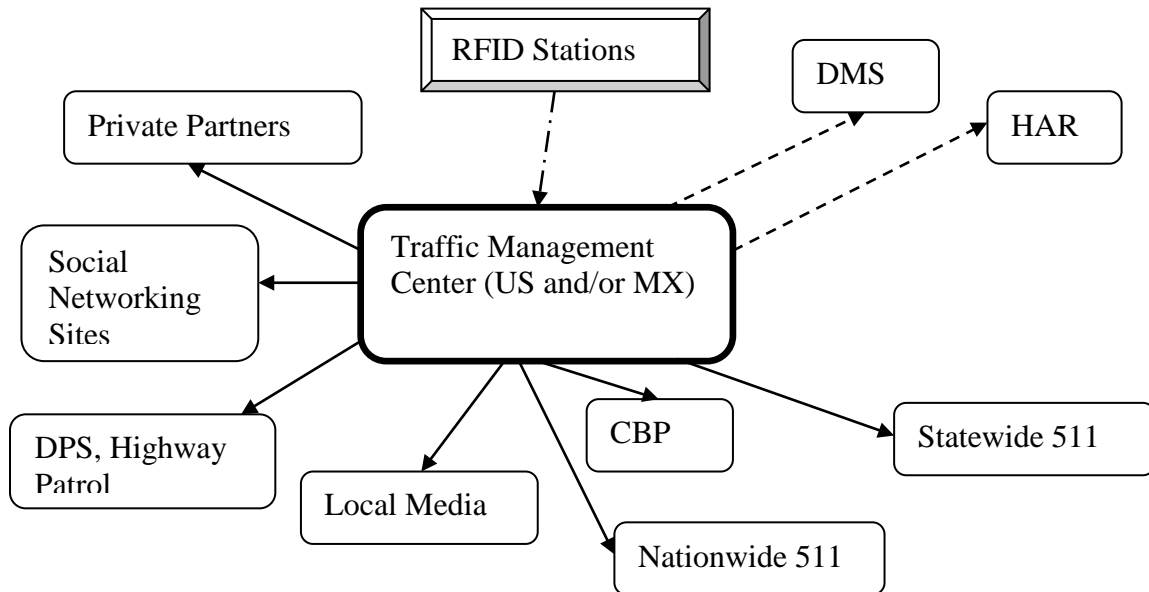 RFID Stations
DMS
Private Partners
HAR
Traffic Management
Center (US and/or MX)
Social
Networking
Sites
CBP
Statewide 511
DPS, Highway
Patrol
Local Media
Nationwide 511